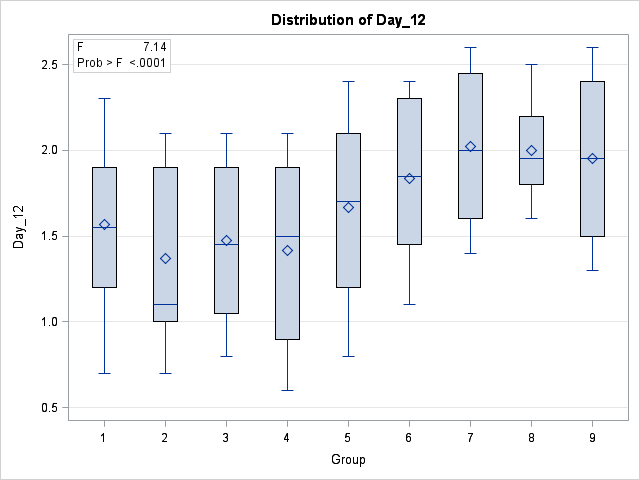 Distribution of Day_12
F 7.14
Prob > F <.0001
2.5
2.0
1.5
1.0
0.5
Day_12
1 2 3 4 5 6 7 8 9
Group